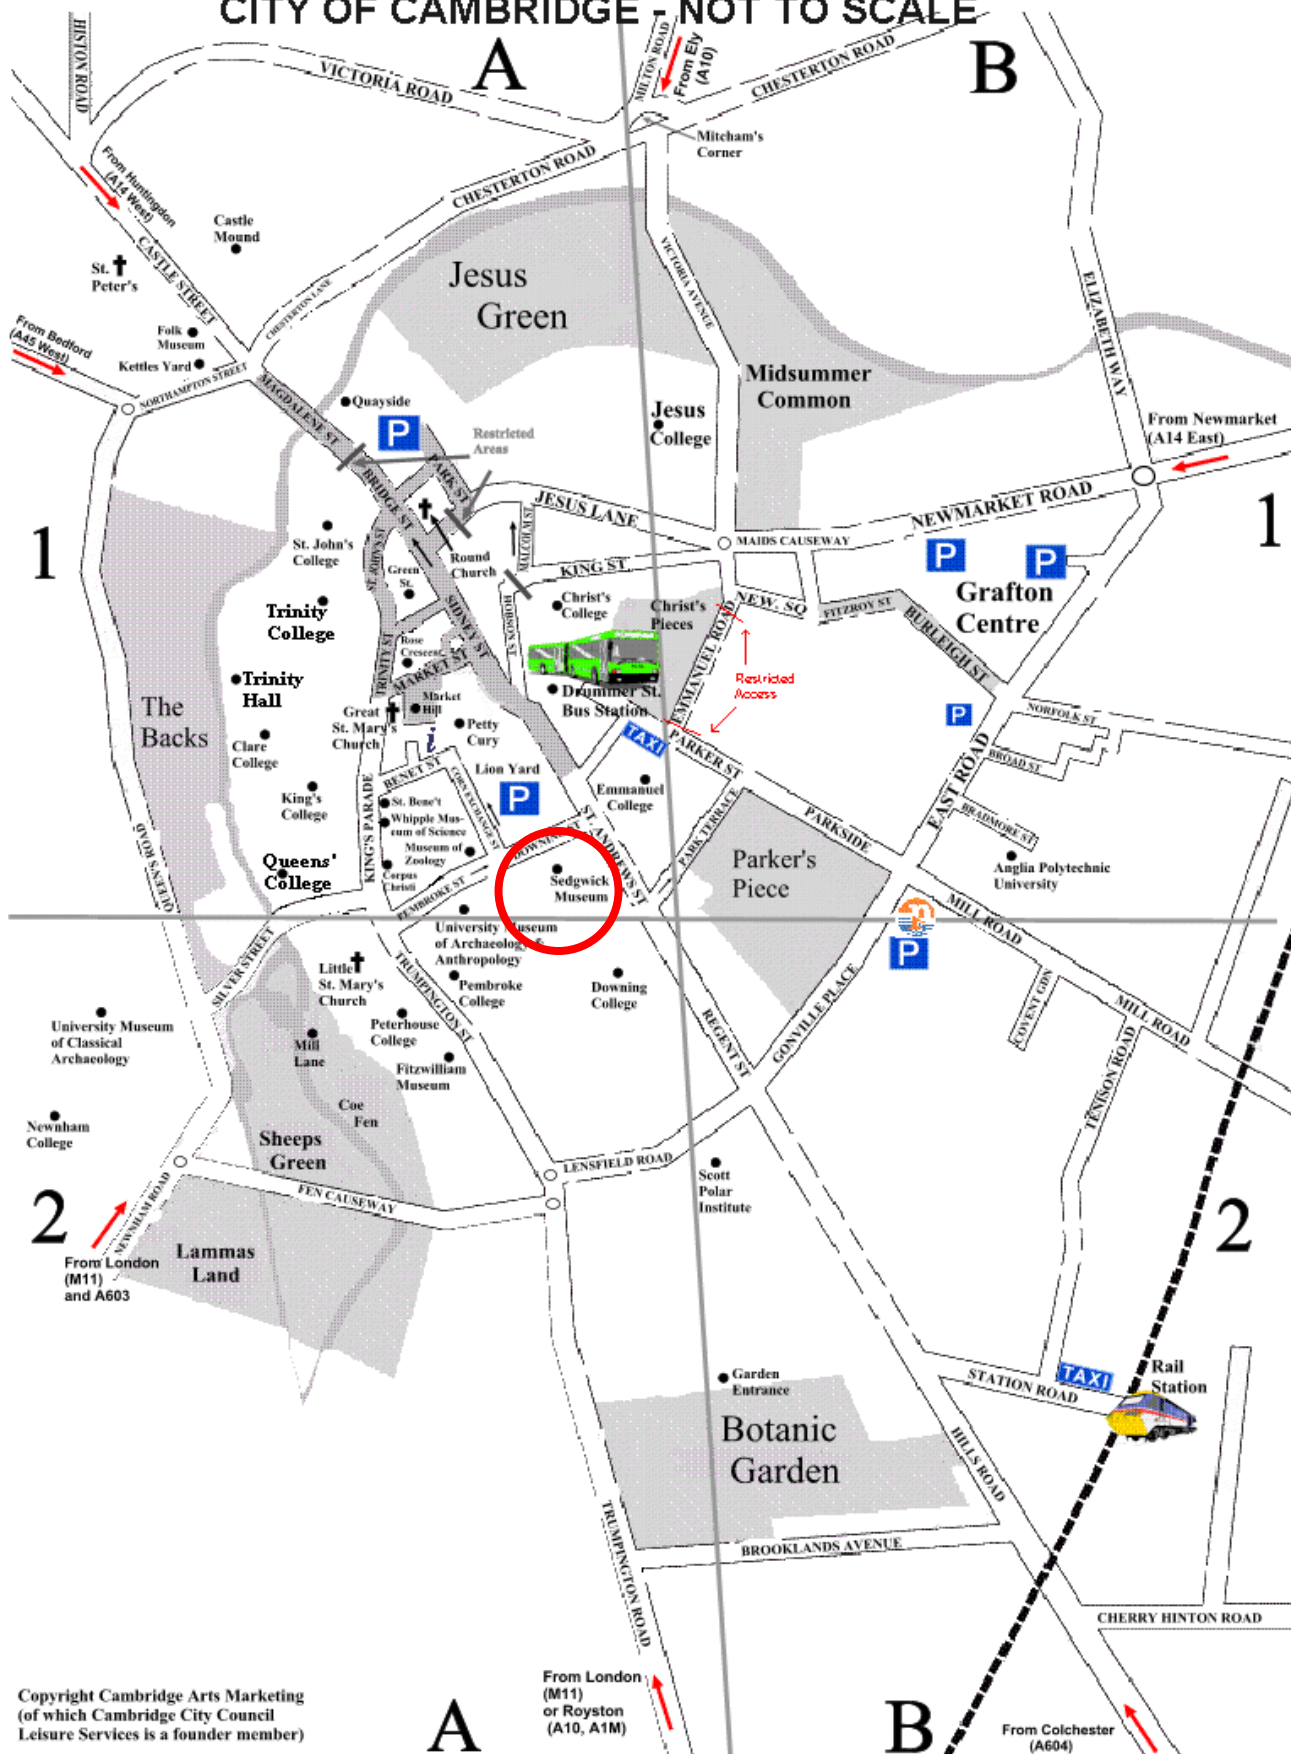 CITY OF CAMBRIDGE - NOT TO SCALE
A
B
HISTON ROAD
VICTORIA ROAD
MILTON ROAD
From Ely
(A10)
CHESTERTON ROAD
Mitcham's
Corner
From Huntingdon
(A14 West)
CHESTERTON ROAD
Castle
Mound
CASTLE STREET
St.
Peter's
CHESTERTON LANE
Jesus
Green
VICTORIA AVENUE
ELIZABETH WAY
From Bedford
(A45 West)
Folk
Museum
Kettles Yard
NORTHAMPTON STREET
MAGDALENE ST
Quayside
P
Midsummer
Common
Jesus
College
Restricted
Areas
From Newmarket
(A14 East)
PARK ST
BRIDGE ST
JESUS LANE
NEWMARKET ROAD
1
1
MALCOLM ST
MAIDS CAUSEWAY
St. John's
College
ST. JOHN'S ST
Round
Church
KING ST
P
P
Green
St.
Grafton
Centre
Trinity
College
SIDNEY ST
HOBSON ST
Christ's
College
Christ's
Pieces
NEW. SQ
FITZROY ST
BURLEIGH ST
Rose
Crescent
TRINITY ST
MARKET ST
EMMANUEL ROAD
Restricted
Access
Trinity
Hall
Market
Hill
Drummer St.
Bus Station
The
Backs
Great
St. Mary's
Church
i
Petty
Cury
TAXI
PARKER ST
P
NORFOLK ST
Clare
College
BENET ST
Lion Yard
P
BROAD ST
EAST ROAD
King's
College
CORN EXCHANGE ST
Emmanuel
College
KING'S PARADE
St. Bene't
Whipple Mus-
eum of Science
Museum of
Zoology
DOWNING ST
ST. ANDREWS ST
PARK TERRACE
PARKSIDE
BRADMORE ST
QUEEN'S ROAD
Queens'
College
Corpus
Christi
PEMBROKE ST
Sedgwick
Museum
Parker's
Piece
Anglia Polytechnic
University
MILL ROAD
University Museum
of Archaeology &
Anthropology
P
SILVER STREET
Little
St. Mary's
Church
TRUMPINGTON ST
Pembroke
College
Downing
College
REGENT ST
GONVILLE PLACE
COVENT GDN
MILL ROAD
University Museum
of Classical
Archaeology
Mill
Lane
Peterhouse
College
Fitzwilliam
Museum
TENISON ROAD
Newnham
College
Coe
Fen
Sheeps
Green
LENSFIELD ROAD
Scott
Polar
Institute
2
2
NEWNHAM ROAD
FEN CAUSEWAY
From London
(M11)
and A603
Lammas
Land
Garden
Entrance
STATION ROAD
TAXI
Rail
Station
Botanic
Garden
HILLS ROAD
TRUMPINGTON ROAD
BROOKLANDS AVENUE
CHERRY HINTON ROAD
Copyright Cambridge Arts Marketing
(of which Cambridge City Council
Leisure Services is a founder member)
From London
(M11)
or Royston
(A10, A1M)
From Colchester
(A604)
A
B